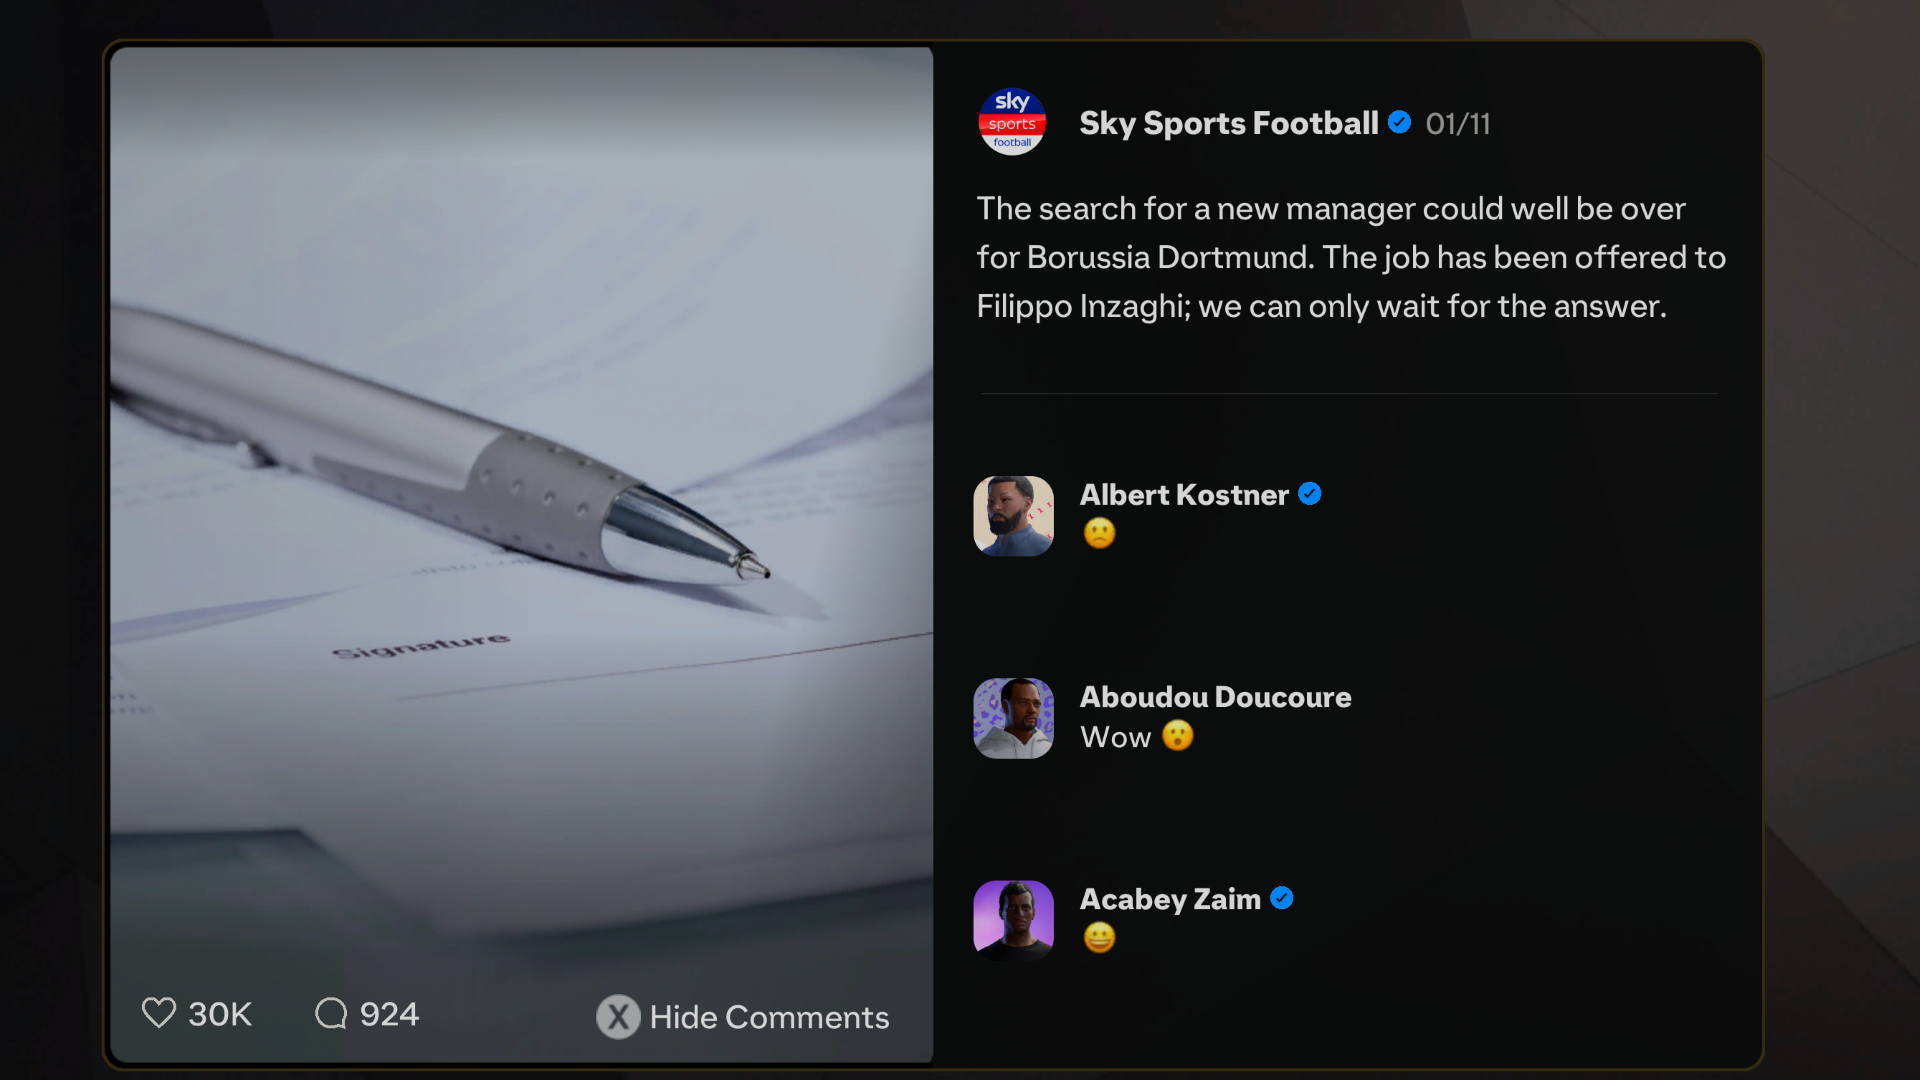 sky
sports
football
Sky Sports Football 01/11
The search for a new manager could well be over
for Borussia Dortmund. The job has been offered to
Filippo Inzaghi; we can only wait for the answer.
Albert Kostner
Aboudou Doucoure
Wow 😮
Acabey Zaim
Signature
30K 924 X Hide Comments